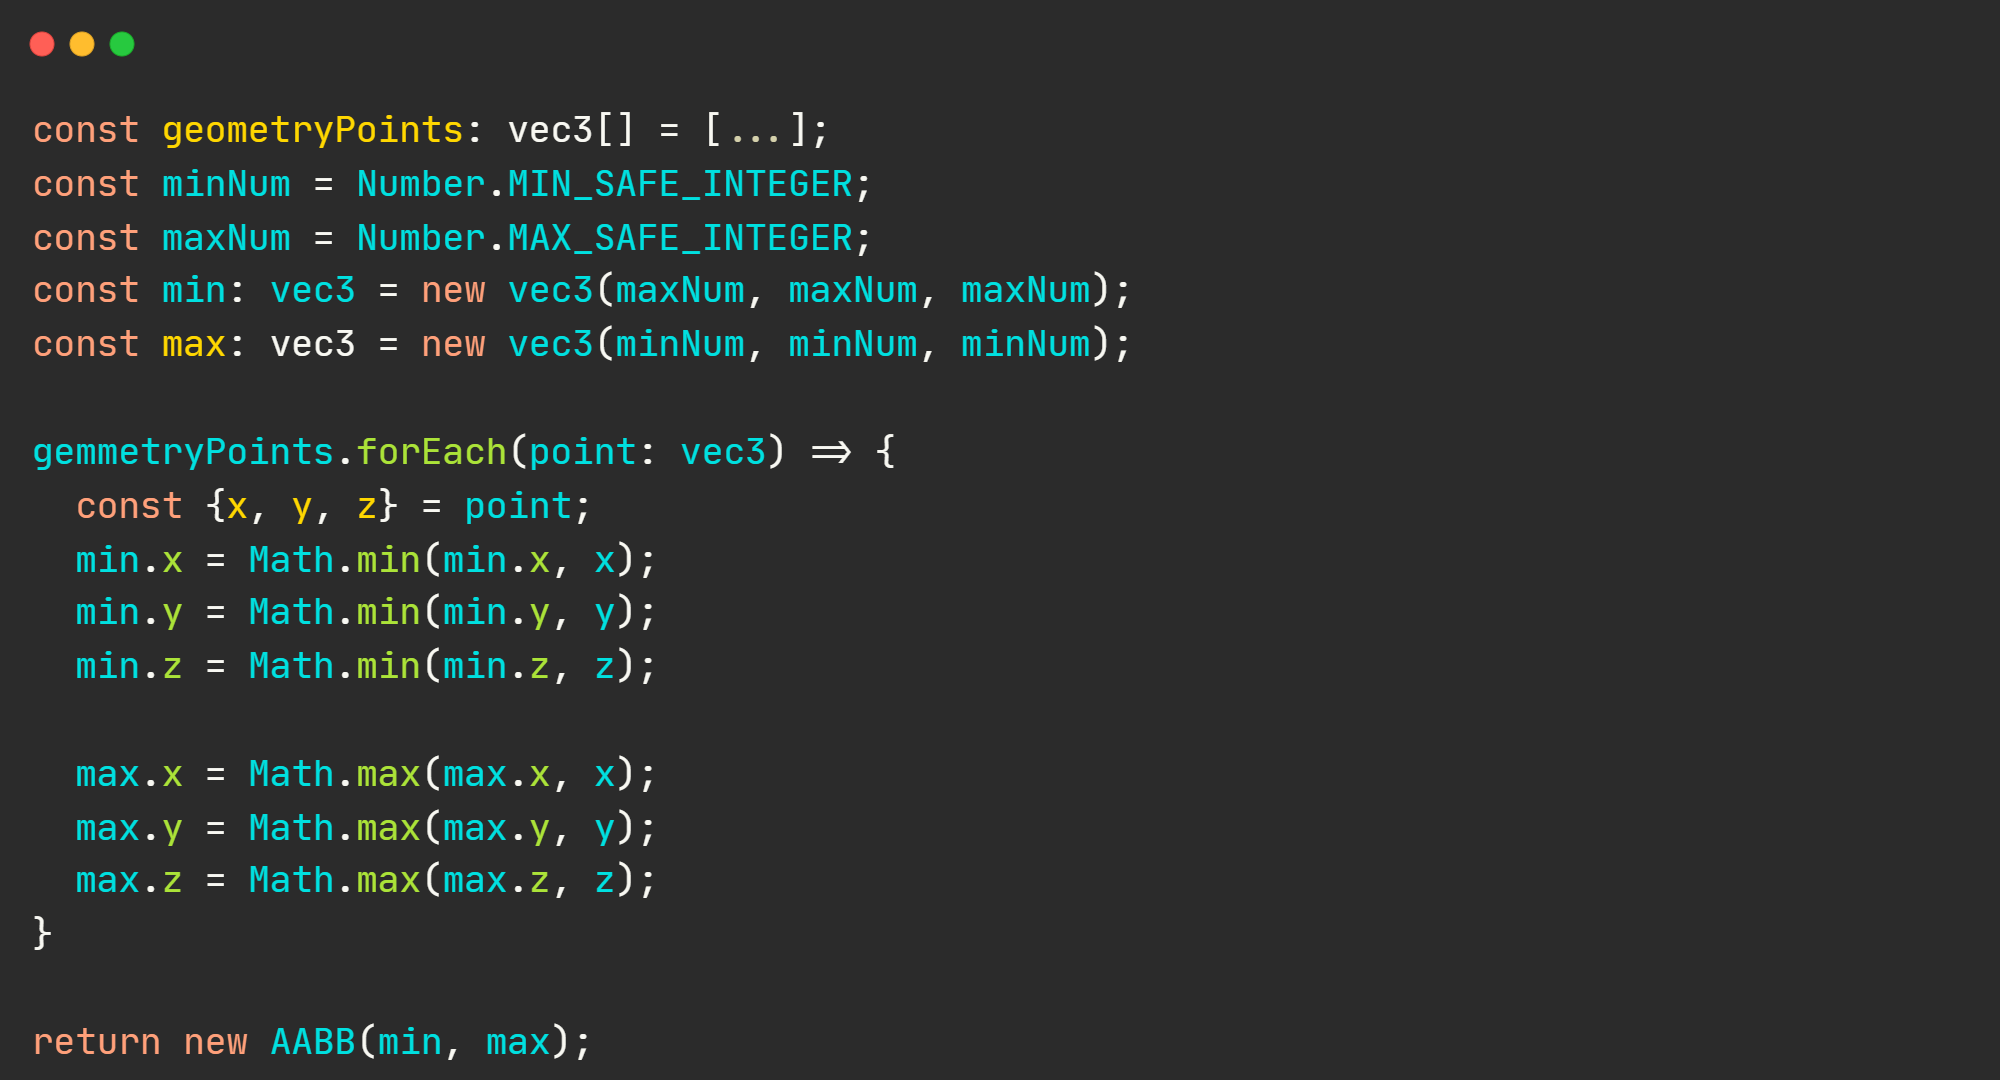 const geometryPoints: vec3[] = [...];
const minNum = Number.MIN_SAFE_INTEGER;
const maxNum = Number.MAX_SAFE_INTEGER;
const min: vec3 = new vec3(maxNum, maxNum, maxNum);
const max: vec3 = new vec3(minNum, minNum, minNum);
gemmetryPoints.forEach(point: vec3) => {
const {x, y, z} = point;
min.x = Math.min(min.x, x);
min.y = Math.min(min.y, y);
min.z = Math.min(min.z, z);
max.x = Math.max(max.x, x);
max.y = Math.max(max.y, y);
max.z = Math.max(max.z, z);
}
return new AABB(min, max);